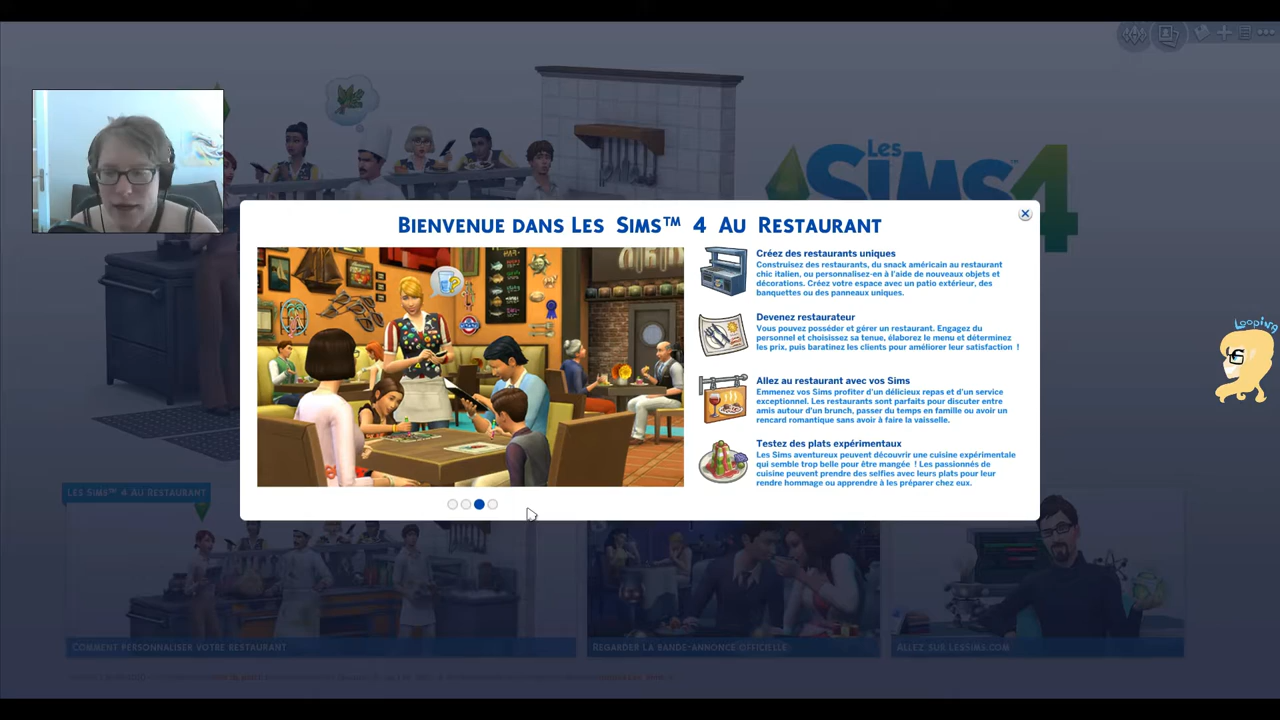 Les
SiMS 4
BIENVENUE DANS LES SIMS™ 4 AU RESTAURANT
Créez des restaurants uniques
Construisez des restaurants, du snack américain au restaurant
chic italien, ou personnalisez-en à l'aide de nouveaux objets et
décorations. Créez votre espace avec un patio extérieur, des
banquettes ou des panneaux uniques.
Devenez restaurateur
Vous pouvez posséder et gérer un restaurant. Engagez du
personnel et choisissez sa tenue, élaborez le menu et déterminez
les prix, puis baratinez les clients pour améliorer leur satisfaction !
Allez au restaurant avec vos Sims
Emmenez vos Sims profiter d'un délicieux repas et d'un service
exceptionnel. Les restaurants sont parfaits pour discuter entre
amis autour d'un brunch, passer du temps en famille ou avoir un
rencard romantique sans avoir à faire la vaisselle.
Testez des plats expérimentaux
Les Sims aventureux peuvent découvrir une cuisine expérimentale
qui semble trop belle pour être mangée ! Les passionnés de
cuisine peuvent prendre des selfies avec leurs plats pour leur
rendre hommage ou apprendre à les préparer chez eux.
Looping
LES SIMS™ 4 AU RESTAURANT
COMMENT PERSONNALISER VOTRE RESTAURANT
REGARDER LA BANDE-ANNONCE OFFICIELLE
ALLEZ SUR LESSIMS.COM